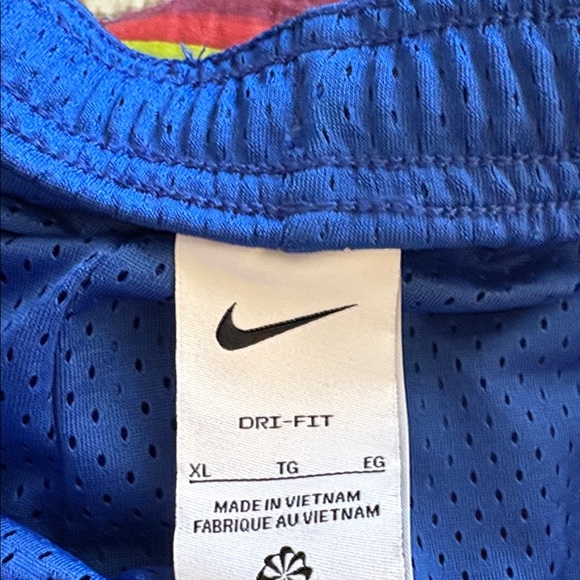 DRI-FIT
XL TG EG
MADE IN VIETNAM
FABRIQUE AU VIETNAM